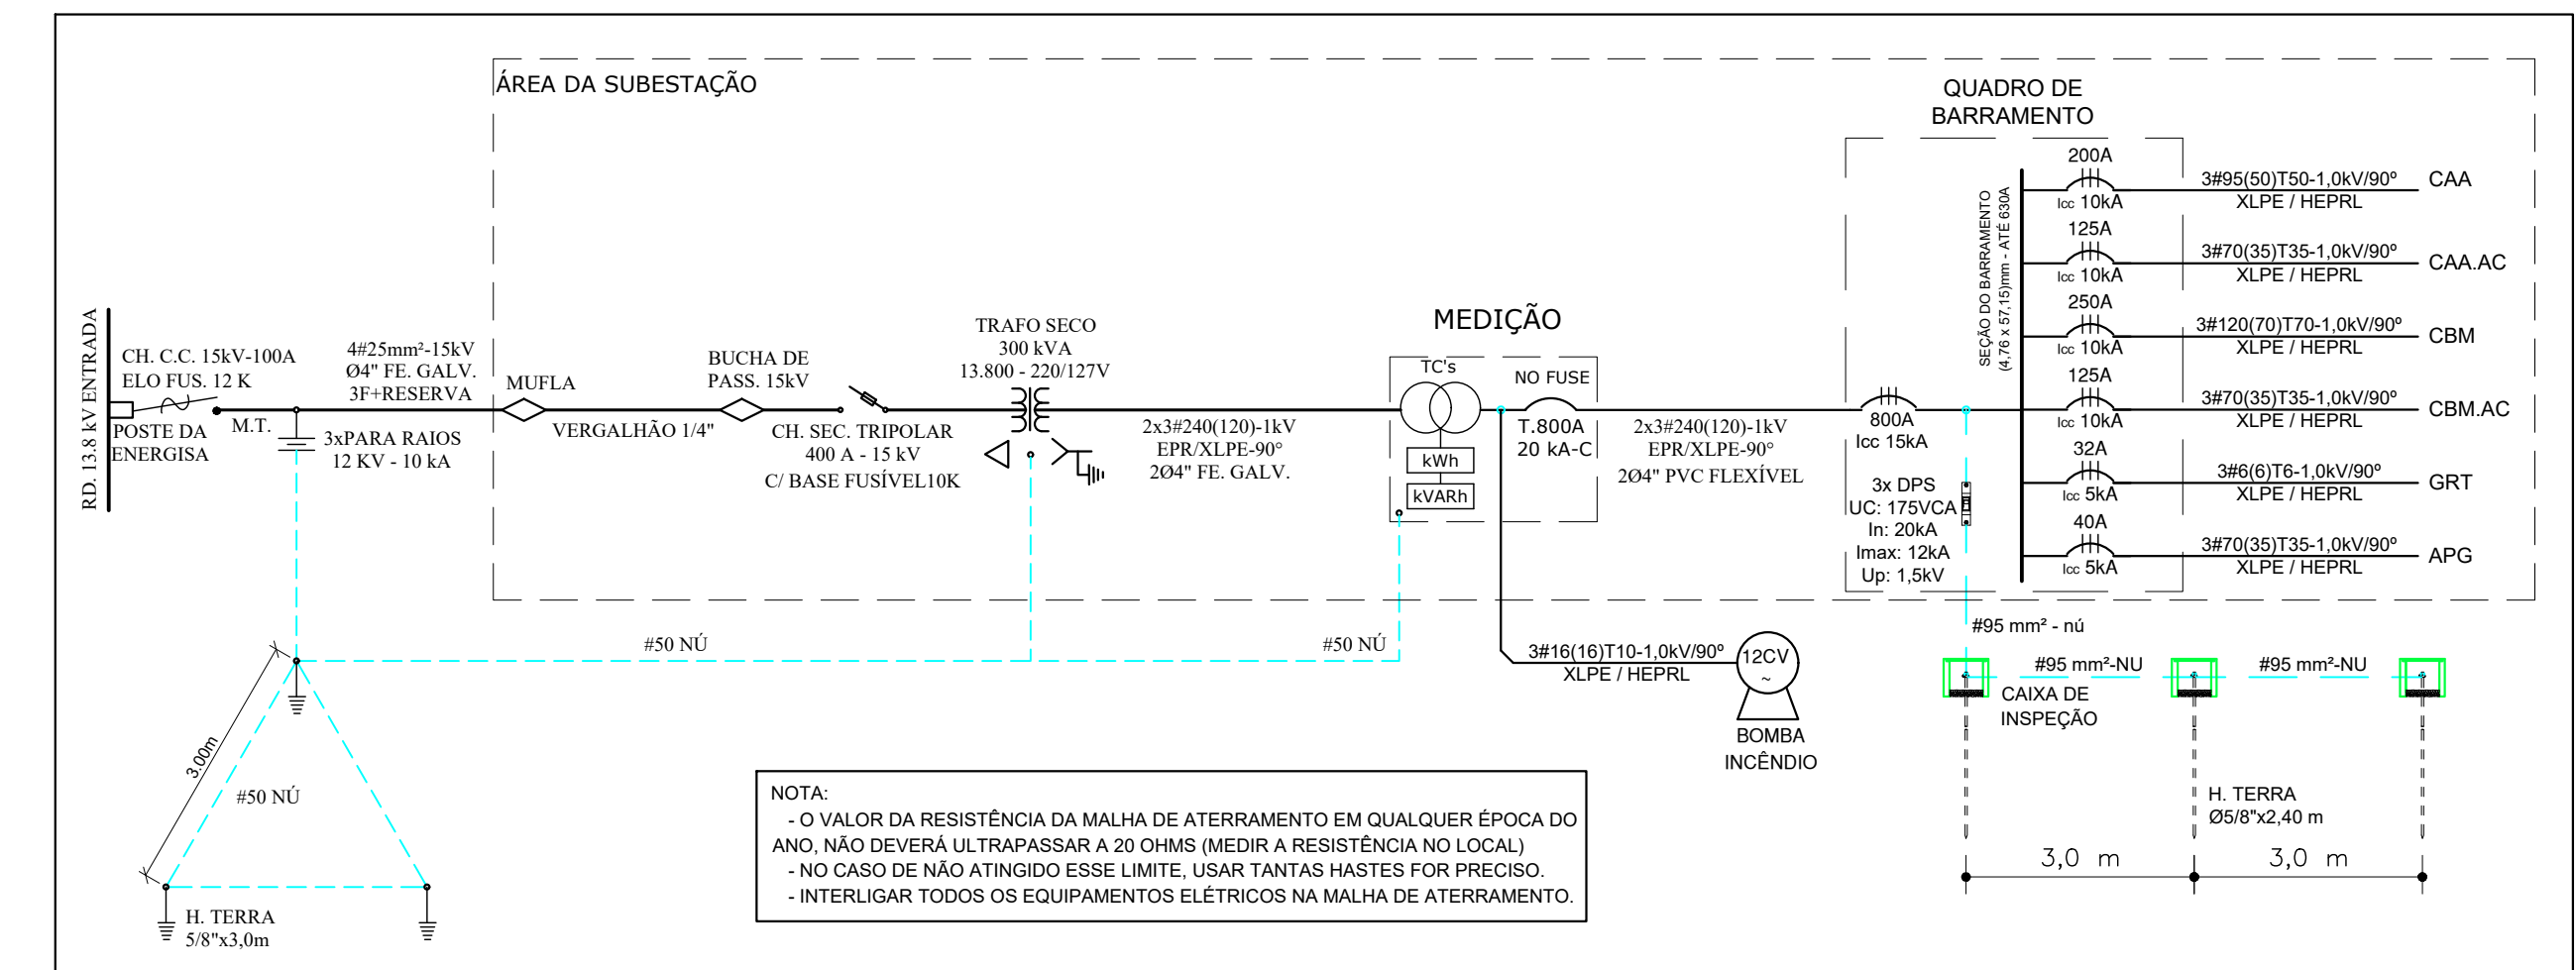 ÁREA DA SUBESTAÇÃO
RD. 13.8 kV ENTRADA
CH. C.C. 15kV-100A
ELO FUS. 12 K
POSTE DA
ENERGISA
M.T.
4#25mm²-15kV
Ø4" FE. GALV.
3F+RESERVA
3xPARA RAIOS
12 KV - 10 kA
MUFLA
VERGALHÃO 1/4"
BUCHA DE
PASS. 15kV
CH. SEC. TRIPOLAR
400 A - 15 kV
C/ BASE FUSÍVEL10K
TRAFO SECO
300 kVA
13.800 - 220/127V
2x3#240(120)-1kV
EPR/XLPE-90°
2Ø4" FE. GALV.
MEDIÇÃO
TC's
kWh
kVARh
NO FUSE
T.800A
20 kA-C
2x3#240(120)-1kV
EPR/XLPE-90°
2Ø4" PVC FLEXÍVEL
QUADRO DE
BARRAMENTO
800A
Icc 15kA
3x DPS
UC: 175VCA
In: 20kA
Imax: 12kA
Up: 1,5kV
SEÇÃO DO BARRAMENTO
(4,76 x 57,15)mm - ATÉ 630A
200A
Icc 10kA
3#95(50)T50-1,0kV/90º
XLPE / HEPRL
CAA
125A
Icc 10kA
3#70(35)T35-1,0kV/90º
XLPE / HEPRL
CAA.AC
250A
Icc 10kA
3#120(70)T70-1,0kV/90º
XLPE / HEPRL
CBM
125A
Icc 10kA
3#70(35)T35-1,0kV/90º
XLPE / HEPRL
CBM.AC
32A
Icc 5kA
3#6(6)T6-1,0kV/90º
XLPE / HEPRL
GRT
40A
Icc 5kA
3#70(35)T35-1,0kV/90º
XLPE / HEPRL
APG
#50 NÚ
#50 NÚ
3#16(16)T10-1,0kV/90º
XLPE / HEPRL
12CV
~
BOMBA
INCÊNDIO
#95 mm² - nú
#95 mm²-NU
#95 mm²-NU
CAIXA DE
INSPEÇÃO
H. TERRA
Ø5/8"x2,40 m
3,0 m
3,0 m
3.00m
#50 NÚ
H. TERRA
5/8"x3,0m
NOTA:
- O VALOR DA RESISTÊNCIA DA MALHA DE ATERRAMENTO EM QUALQUER ÉPOCA DO
ANO, NÃO DEVERÁ ULTRAPASSAR A 20 OHMS (MEDIR A RESISTÊNCIA NO LOCAL)
- NO CASO DE NÃO ATINGIDO ESSE LIMITE, USAR TANTAS HASTES FOR PRECISO.
- INTERLIGAR TODOS OS EQUIPAMENTOS ELÉTRICOS NA MALHA DE ATERRAMENTO.